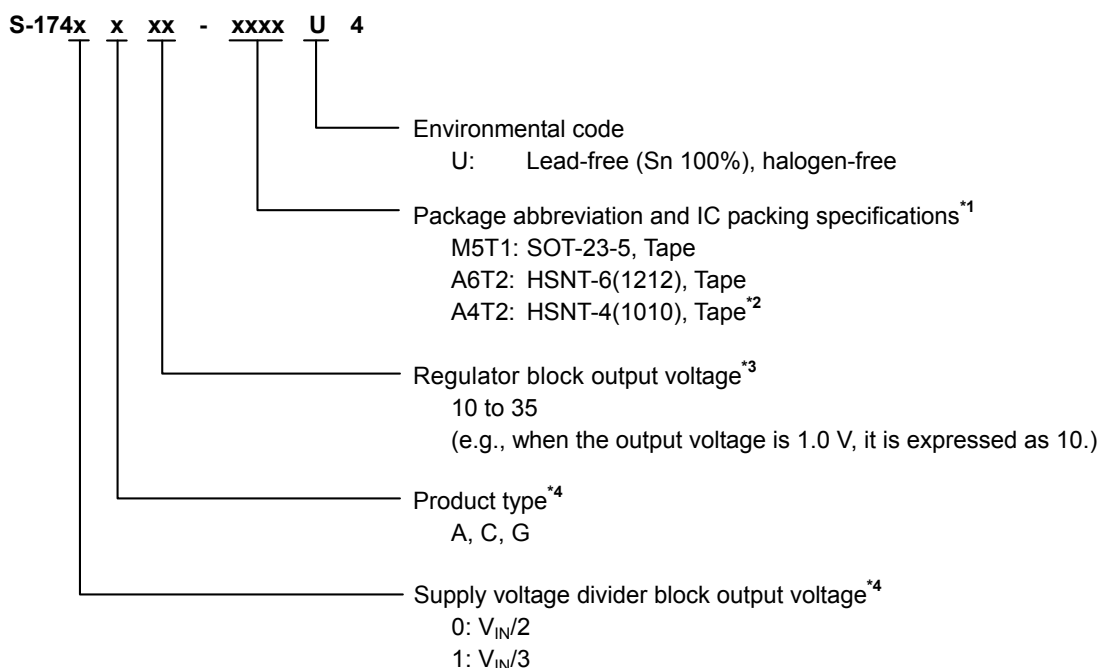 S-174x x xx - xxxx U 4
Environmental code
U: Lead-free (Sn 100%), halogen-free
Package abbreviation and IC packing specifications*1
M5T1: SOT-23-5, Tape
A6T2: HSNT-6(1212), Tape
A4T2: HSNT-4(1010), Tape*2
Regulator block output voltage*3
10 to 35
(e.g., when the output voltage is 1.0 V, it is expressed as 10.)
Product type*4
A, C, G
Supply voltage divider block output voltage*4
0: VIN/2
1: VIN/3